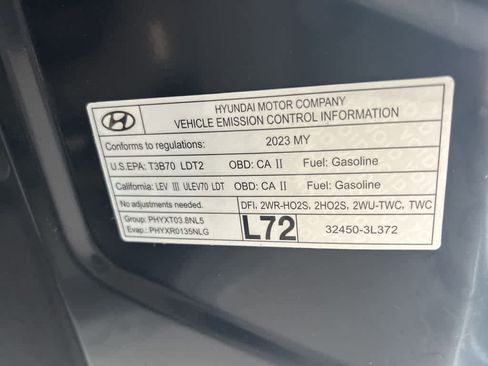 HYUNDAI MOTOR COMPANY
VEHICLE EMISSION CONTROL INFORMATION
Conforms to regulations: 2023 MY
U.S.EPA: T3B70 LDT2 OBD: CA II Fuel: Gasoline
California: LEV III ULEV70 LDT OBD: CA II Fuel: Gasoline
No adjustments needed. DFI, 2WR-HO2S, 2HO2S, 2WU-TWC, TWC
Group: PHYXT03.8NL5
Evap.: PHYXR0135NLG
L72
32450-3L372